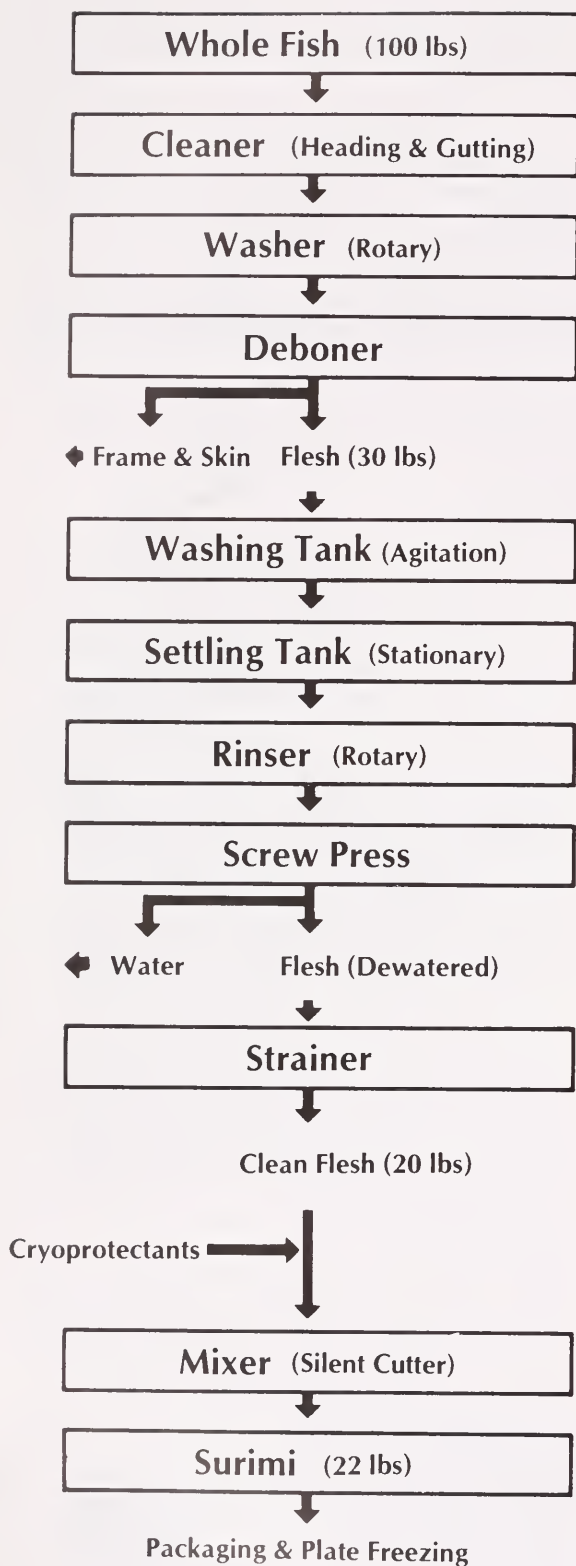 Whole Fish (100 lbs)
Cleaner (Heading & Gutting)
Washer (Rotary)
Deboner
Frame & Skin Flesh (30 lbs)
Washing Tank (Agitation)
Settling Tank (Stationary)
Rinser (Rotary)
Screw Press
Water Flesh (Dewatered)
Strainer
Clean Flesh (20 lbs)
Cryoprotectants
Mixer (Silent Cutter)
Surimi (22 lbs)
Packaging & Plate Freezing